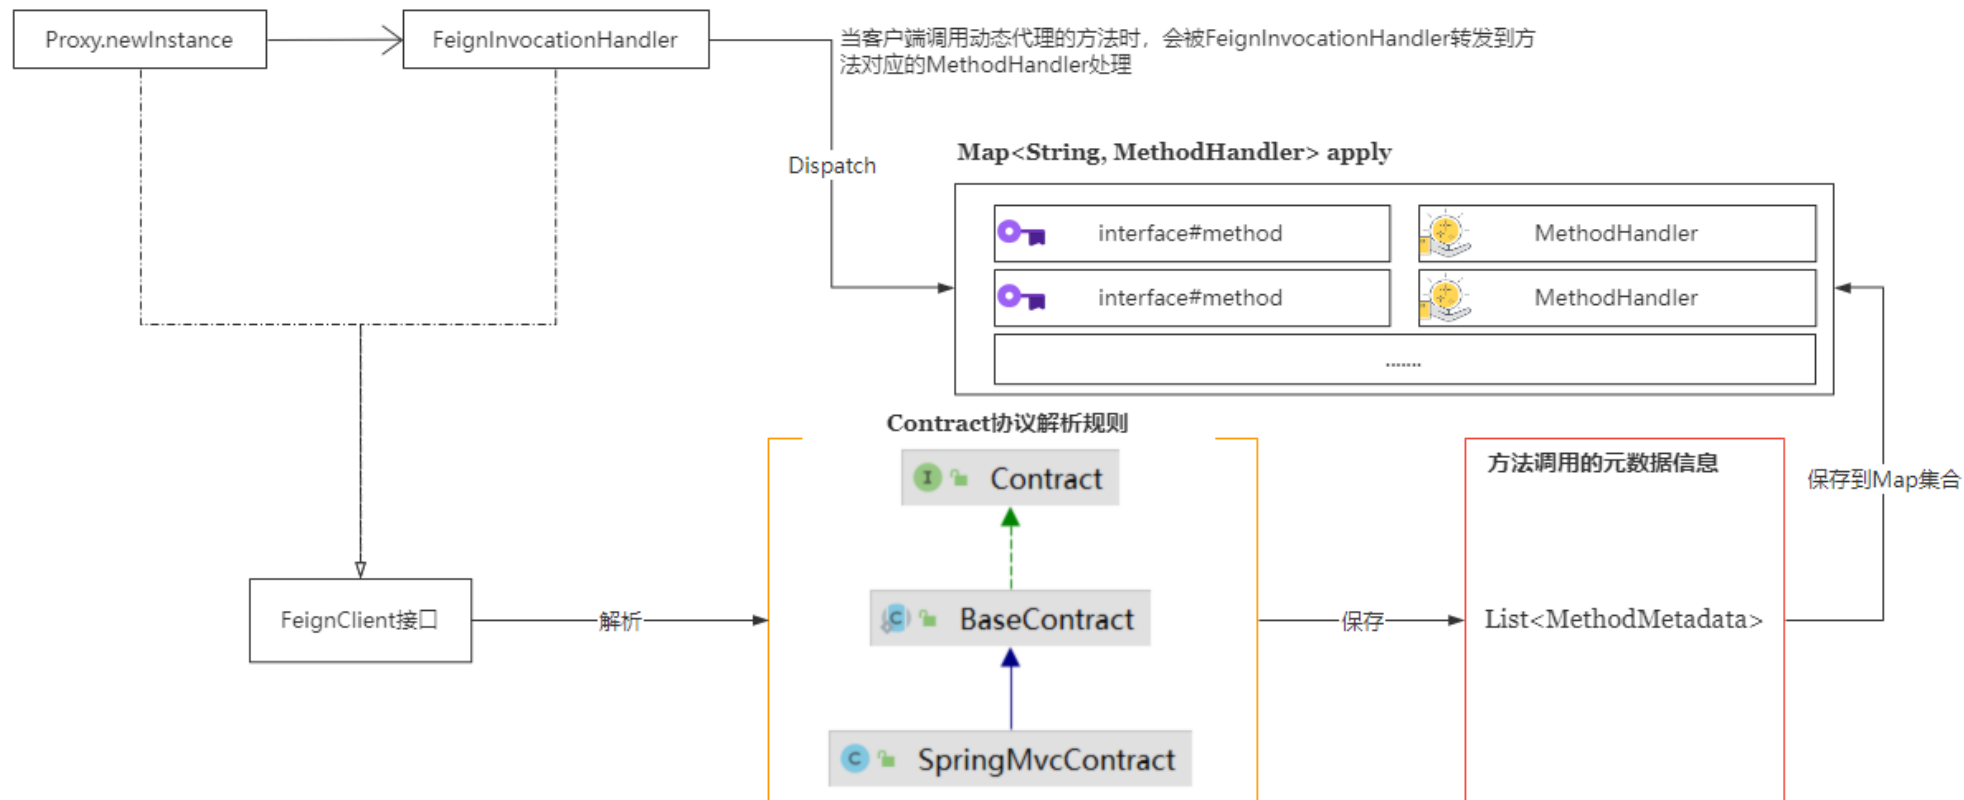 Proxy.newInstance
FeignInvocationHandler
当客户端调用动态代理的方法时，会被FeignInvocationHandler转发到方
法对应的MethodHandler处理
Dispatch
Map<String, MethodHandler> apply
interface#method
MethodHandler
interface#method
MethodHandler
.......
Contract协议解析规则
I Contract
方法调用的元数据信息
保存到Map集合
FeignClient接口
解析
C BaseContract
保存
List<MethodMetadata>
C SpringMvcContract